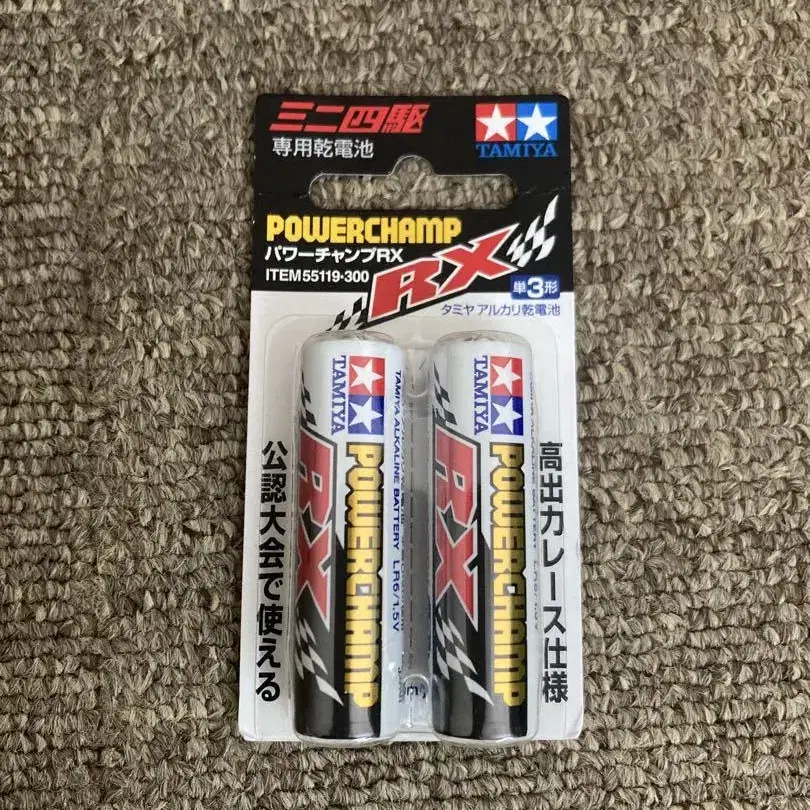 ミニ四駆
専用乾電池
TAMIYA
POWERCHAMP
パワーチャンプRX
RX
ITEM 55119・300
単3形
タミヤ アルカリ乾電池
公認大会で使える
TAMIYA
POWERCHAMP
RX
TAMIYA ALKALINE BATTERY LR6/1.5V
TAMIYA
POWERCHAMP
RX
ALKALINE BATTERY
高出力レース仕様